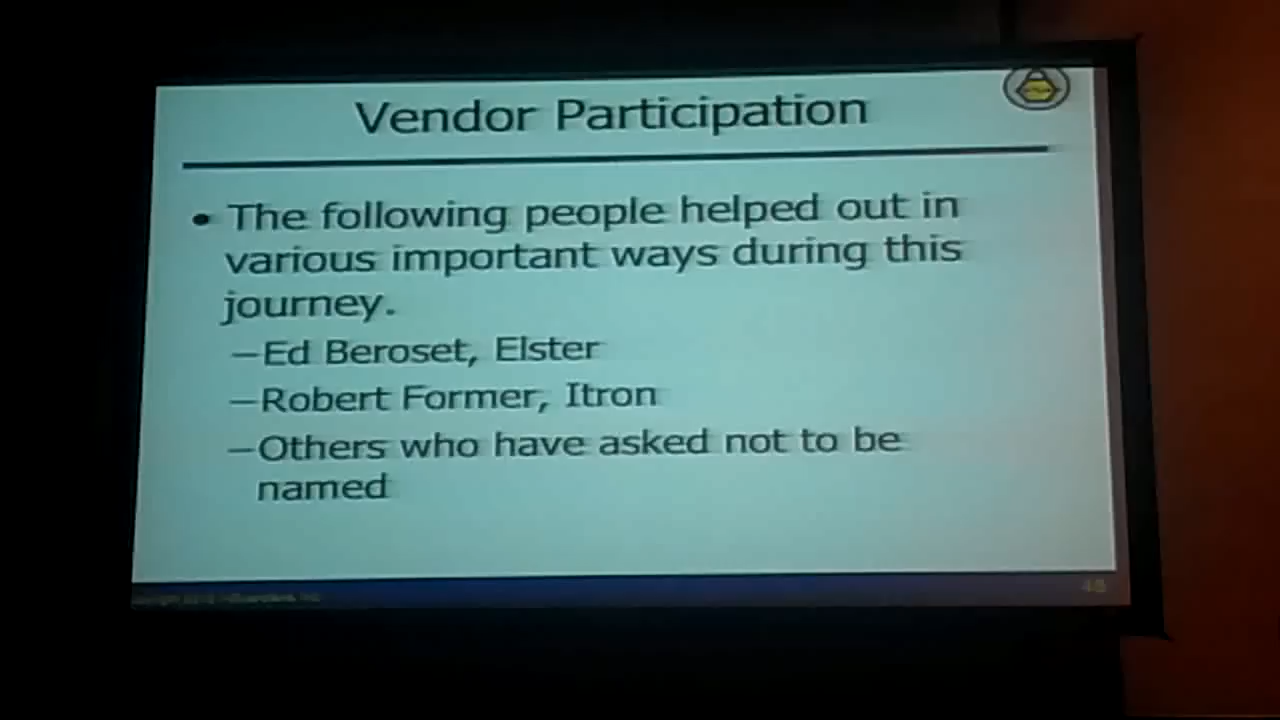 Vendor Participation
• The following people helped out in
various important ways during this
journey.
–Ed Beroset, Elster
–Robert Former, Itron
–Others who have asked not to be
named